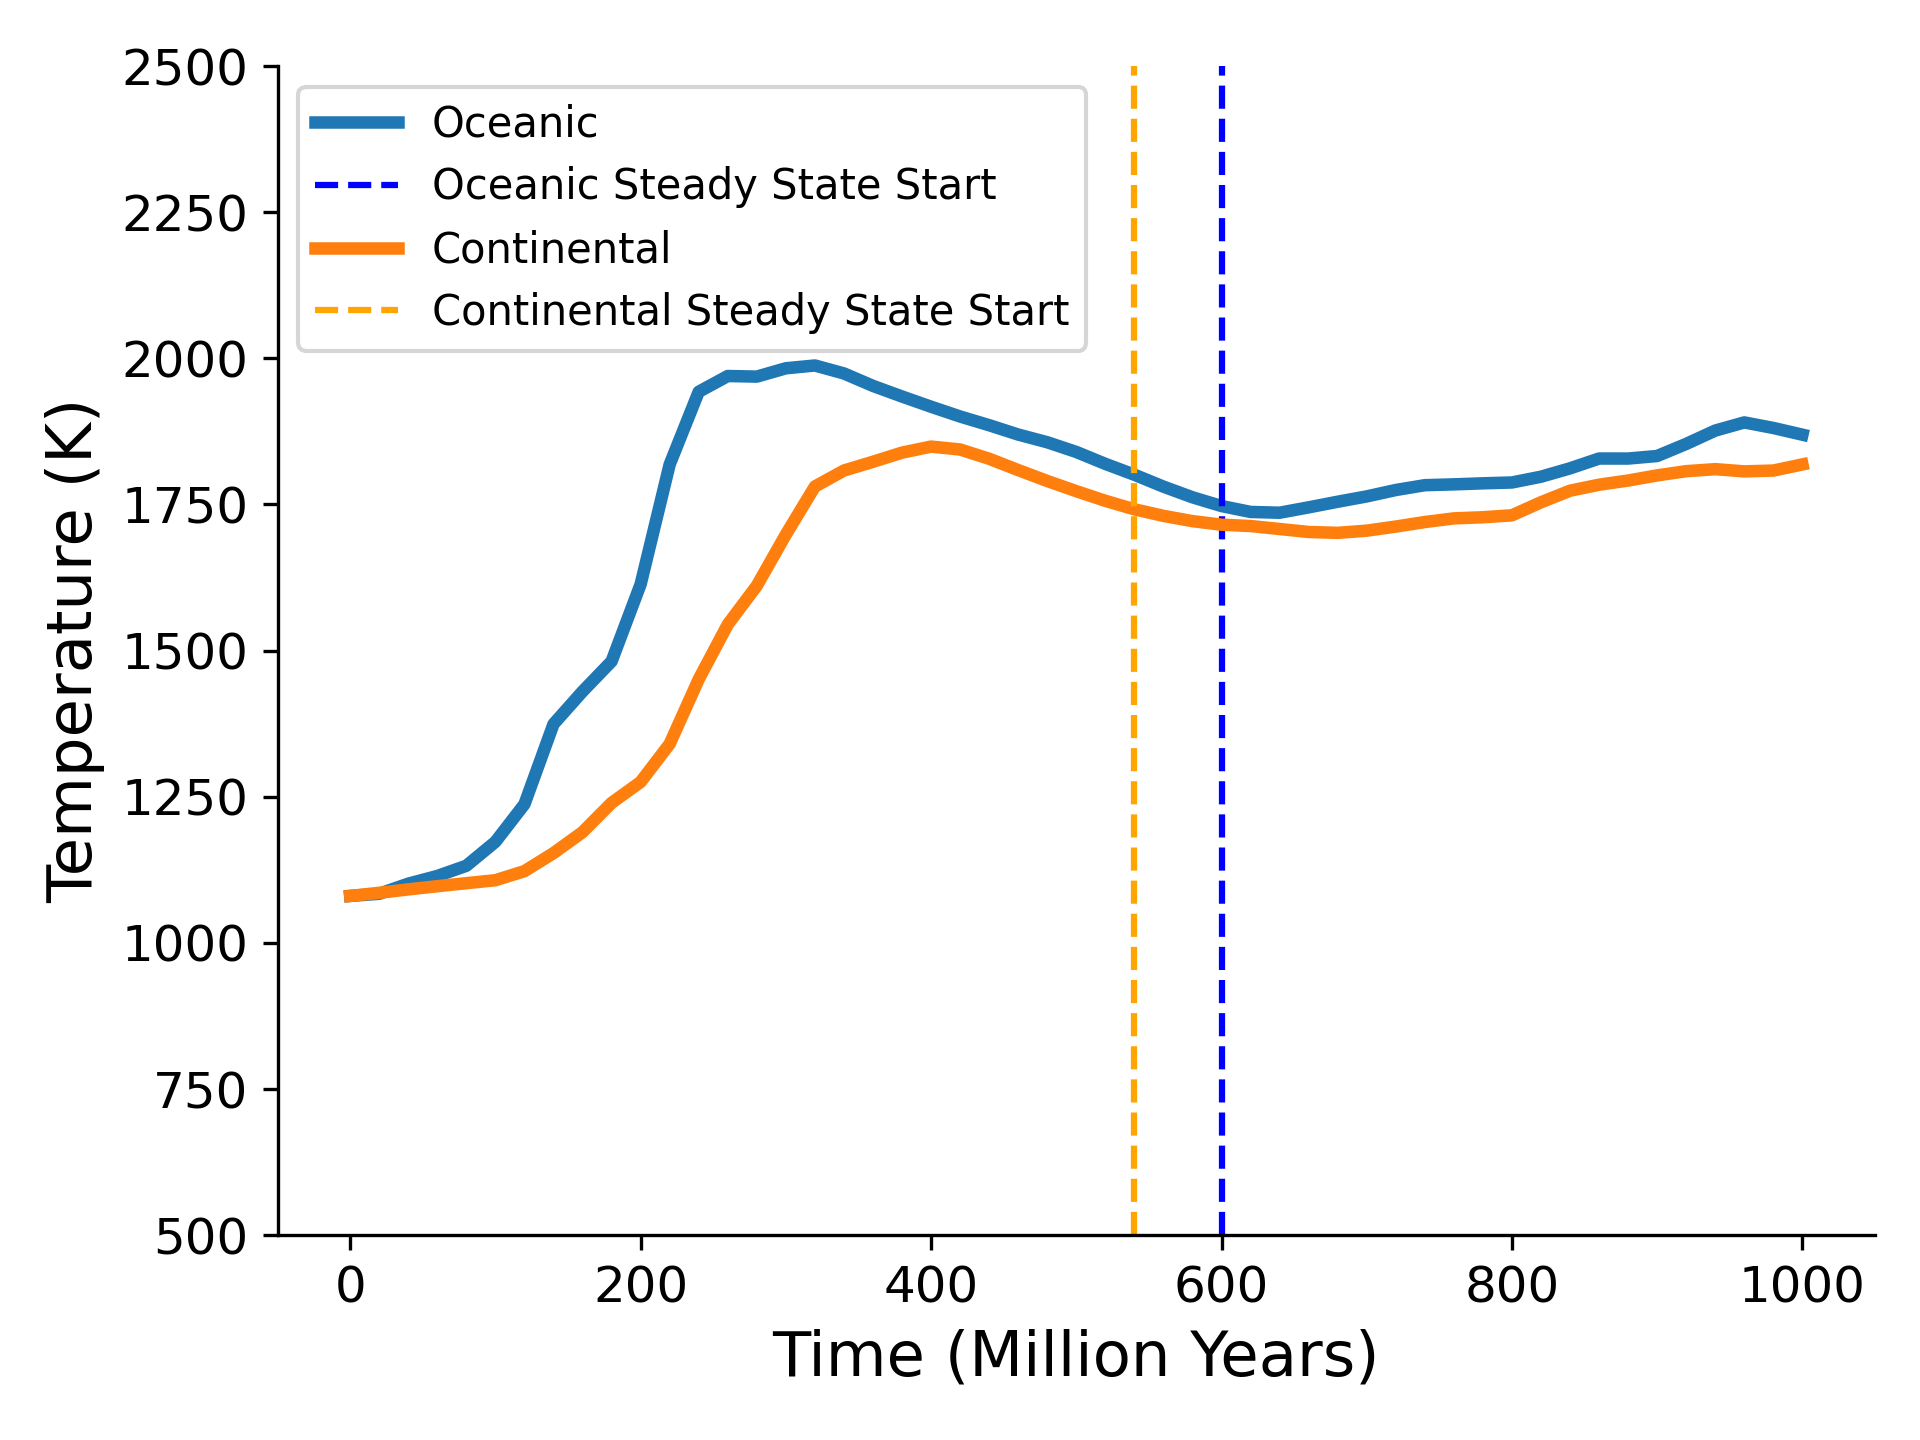 2500
2250
2000
1750
1500
1250
1000
750
500
Temperature (K)
Oceanic
Oceanic Steady State Start
Continental
Continental Steady State Start
0 200 400 600 800 1000
Time (Million Years)